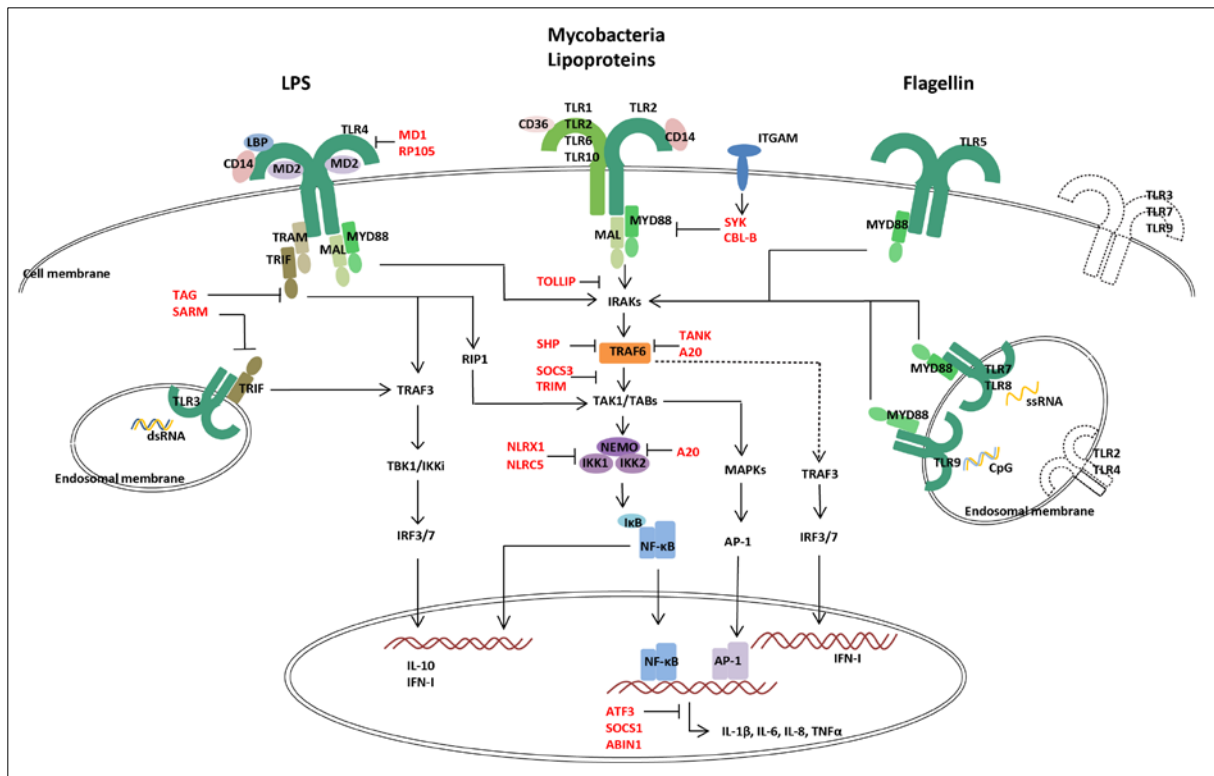 Mycobacteria
Lipoproteins
LPS
Flagellin
TLR1
TLR2
TLR6
TLR10
TLR2
CD36
CD14
ITGAM
TLR4
LBP
CD14
MD2
MD2
MD1
RP105
TLR5
TLR3
TLR7
TLR9
TRAM
TRIF
MAL
MYD88
MAL
MYD88
SYK
CBL-B
MYD88
Cell membrane
TAG
SARM
TOLLIP
IRAKs
RIP1
SHP
TRAF6
TANK
A20
SOCS3
TRIM
TAK1/TABs
TLR3
TRIF
dsRNA
Endosomal membrane
TRAF3
MYD88
TLR7
TLR8
ssRNA
MYD88
TLR9
CpG
TLR2
TLR4
Endosomal membrane
NLRX1
NLRC5
NEMO
IKK1
IKK2
A20
TBK1/IKKi
MAPKs
TRAF3
IκB
NF-κB
IRF3/7
AP-1
IRF3/7
IL-10
IFN-I
NF-κB
AP-1
IFN-I
ATF3
SOCS1
ABIN1
IL-1β, IL-6, IL-8, TNFα